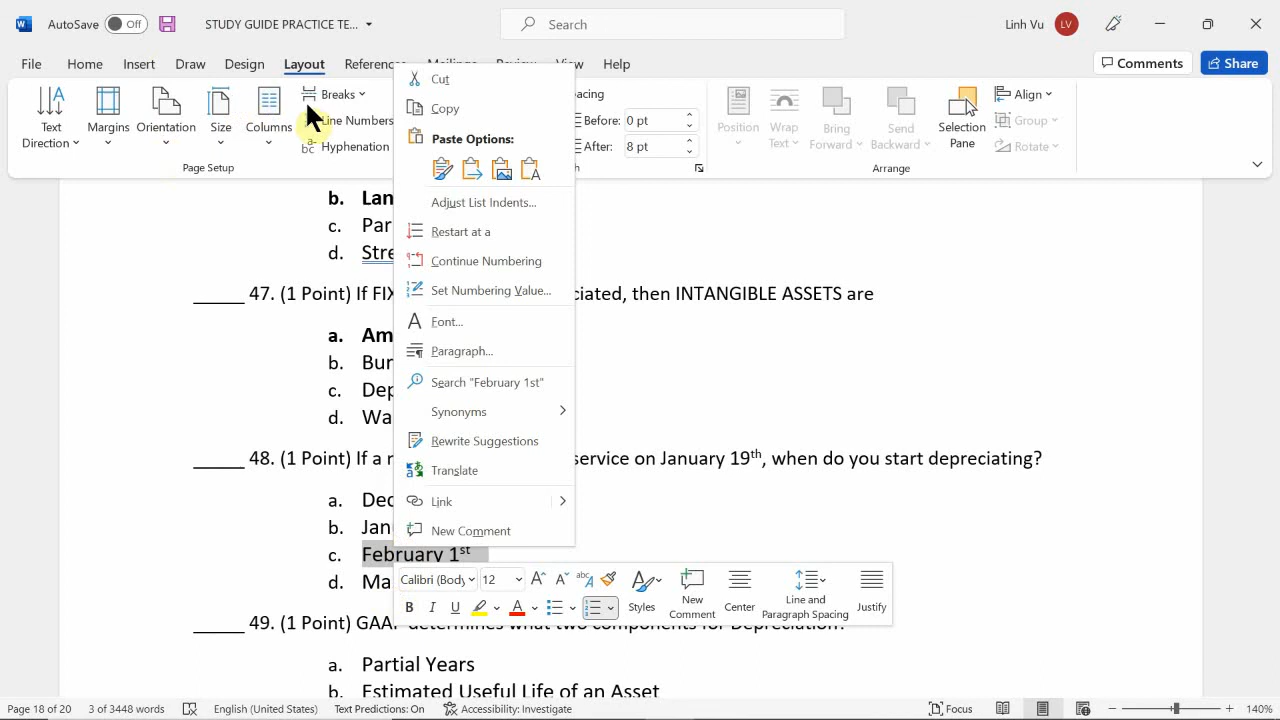 AutoSave Off STUDY GUIDE PRACTICE TE... Search Linh Vu LV
File Home Insert Draw Design Layout References Mailings Review View Help Comments Share
Text Direction Margins Orientation Size Columns Breaks
Line Numbers
Hyphenation
Page Setup
Before: 0 pt
After: 8 pt
Position Wrap Text Bring Forward Send Backward Selection Pane Align
Group
Rotate
Arrange
Cut
Copy
Paste Options:
Adjust List Indents...
Restart at a
Continue Numbering
Set Numbering Value...
Font...
Paragraph...
Search "February 1st"
Synonyms
Rewrite Suggestions
Translate
Link
New Comment
b. Lan
c. Par
d. Stre
_____ 47. (1 Point) If FIX ciated, then INTANGIBLE ASSETS are
a. Am
b. Bur
c. Dep
d. Wa
_____ 48. (1 Point) If a service on January 19th, when do you start depreciating?
a. Dec
b. Janu
c. February 1st
d. Ma
Calibri (Body 12 Styles New Comment Center Line and Paragraph Spacing Justify
B I U
_____ 49. (1 Point) GAAP determines what two components for Depreciation?
a. Partial Years
b. Estimated Useful Life of an Asset
Page 18 of 20 3 of 3448 words English (United States) Text Predictions: On Accessibility: Investigate Focus 140%